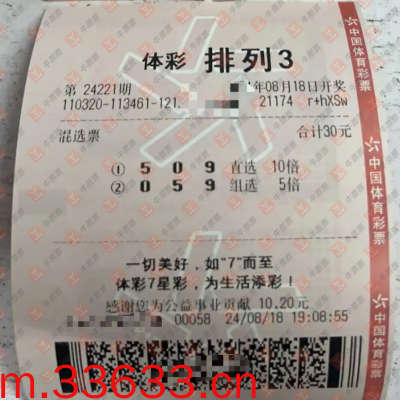 体彩 排列3
第 24221期 年08月18日开奖
110320-113461-121. 21174 r+hXSw
混选票 合计30元
① 5 0 9 直选 10倍
② 0 5 9 组选 5倍
一切美好，如“7”而至
体彩7星彩，为生活添彩！
感谢您为公益事业贡献 10.20元
00058 24/08/18 19:08:55
中国体育彩票
中国体育彩票
中国体育彩票
m.33633.cn